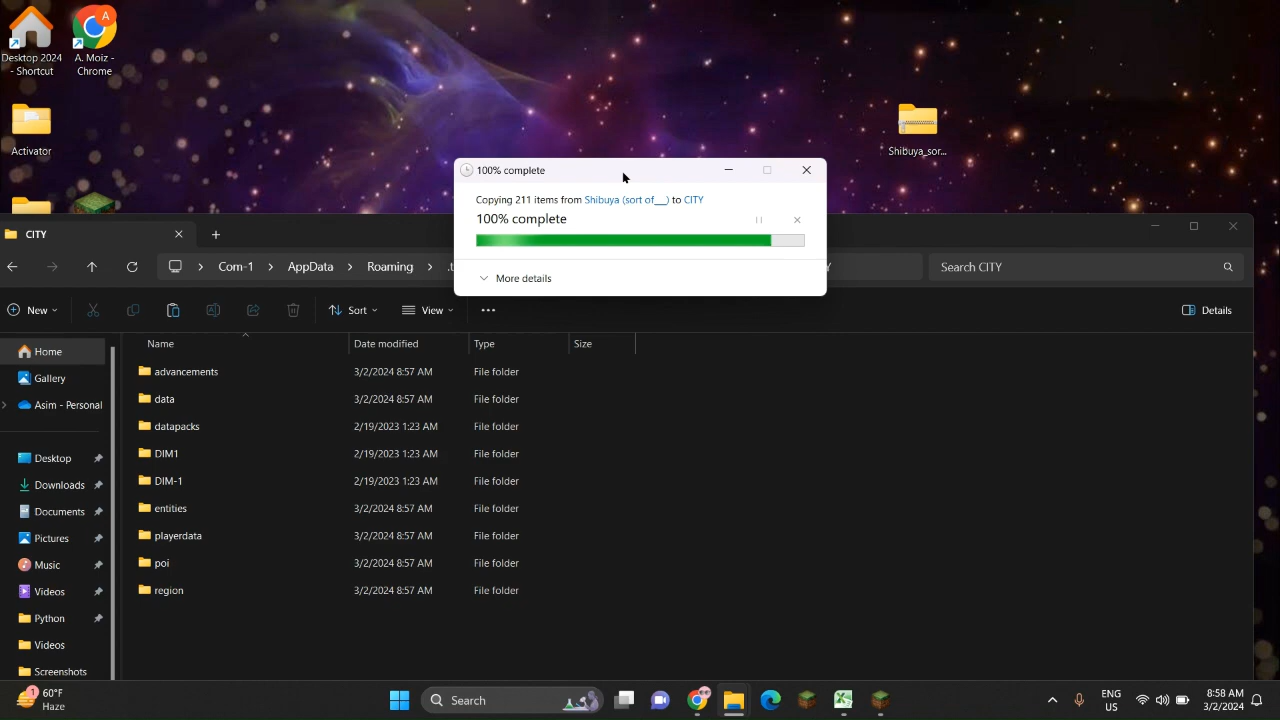 Desktop 2024
- Shortcut
A. Moiz -
Chrome
A
Activator
Shibuya_sor...
100% complete
Copying 211 items from Shibuya (sort of__) to CITY
100% complete
More details
CITY
Com-1 > AppData > Roaming >
Search CITY
New
Sort
View
Details
Name Date modified Type Size
Home
Gallery
Asim - Personal
Desktop
Downloads
Documents
Pictures
Music
Videos
Python
Videos
Screenshots
advancements 3/2/2024 8:57 AM File folder
data 3/2/2024 8:57 AM File folder
datapacks 2/19/2023 1:23 AM File folder
DIM1 2/19/2023 1:23 AM File folder
DIM-1 2/19/2023 1:23 AM File folder
entities 3/2/2024 8:57 AM File folder
playerdata 3/2/2024 8:57 AM File folder
poi 3/2/2024 8:57 AM File folder
region 3/2/2024 8:57 AM File folder
1
60°F
Haze
Search
ENG
US
8:58 AM
3/2/2024